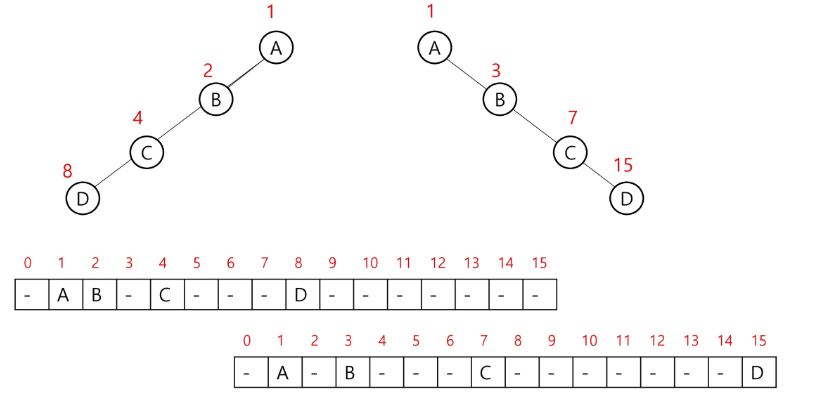 1 1
A A
2 3
B B
4 7
C C
8 15
D D
0 1 2 3 4 5 6 7 8 9 10 11 12 13 14 15
- A B - C - - - D - - - - - - -
0 1 2 3 4 5 6 7 8 9 10 11 12 13 14 15
- A - B - - - C - - - - - - - D